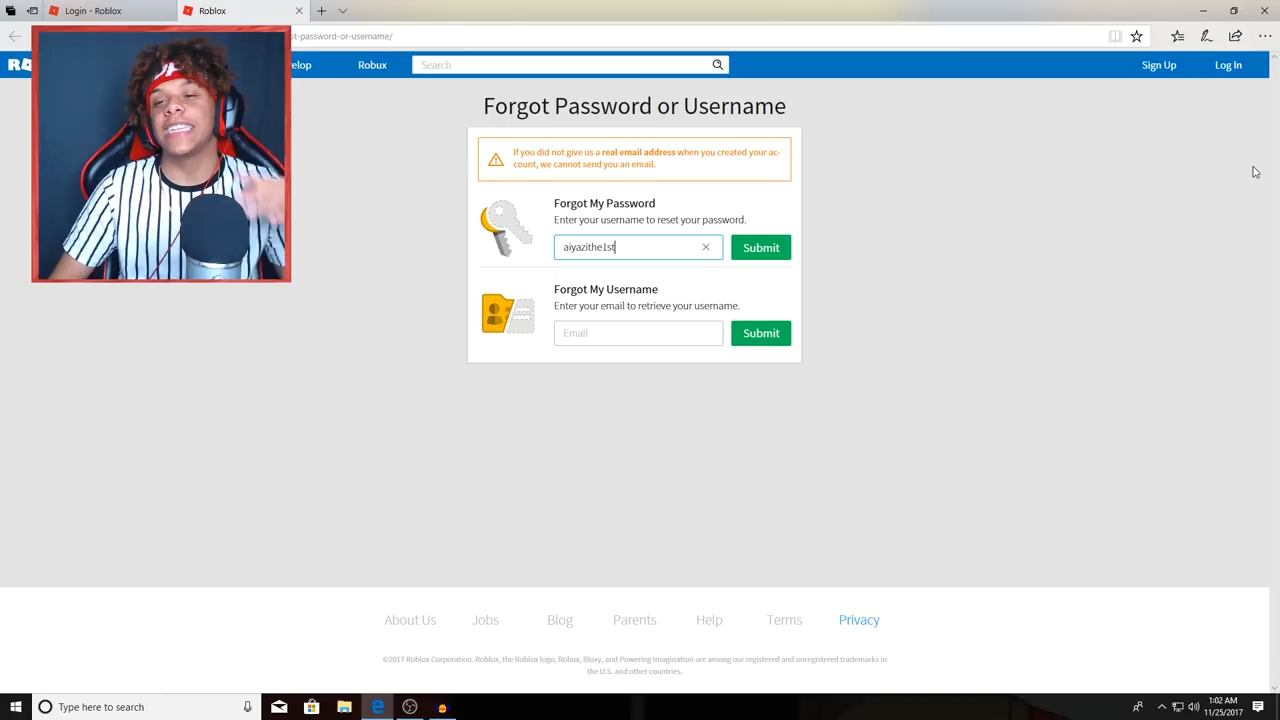 Login - Roblox
Roblox
ot-password-or-username/
elop
Robux
Search
Sign Up
Log In
Forgot Password or Username
If you did not give us a real email address when you created your ac-
count, we cannot send you an email.
Forgot My Password
Enter your username to reset your password.
aiyazithe1st
Submit
Forgot My Username
Enter your email to retrieve your username.
Email
Submit
About Us
Jobs
Blog
Parents
Help
Terms
Privacy
©2017 Roblox Corporation. Roblox, the Roblox logo, Robux, Bloxy, and Powering Imagination are among our registered and unregistered trademarks in
the U.S. and other countries.
Type here to search
1:02 AM
11/25/2017